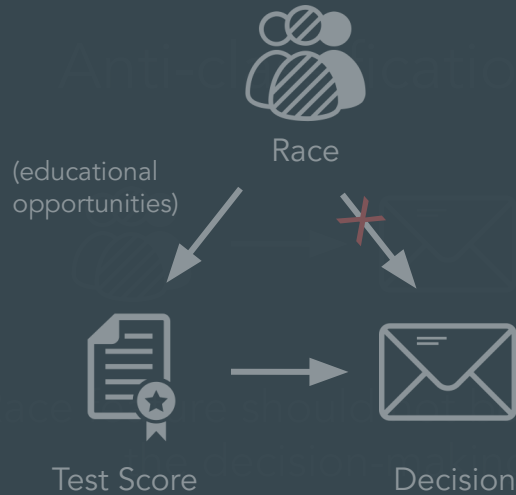 Race
(educational
opportunities)
Test Score
Decision